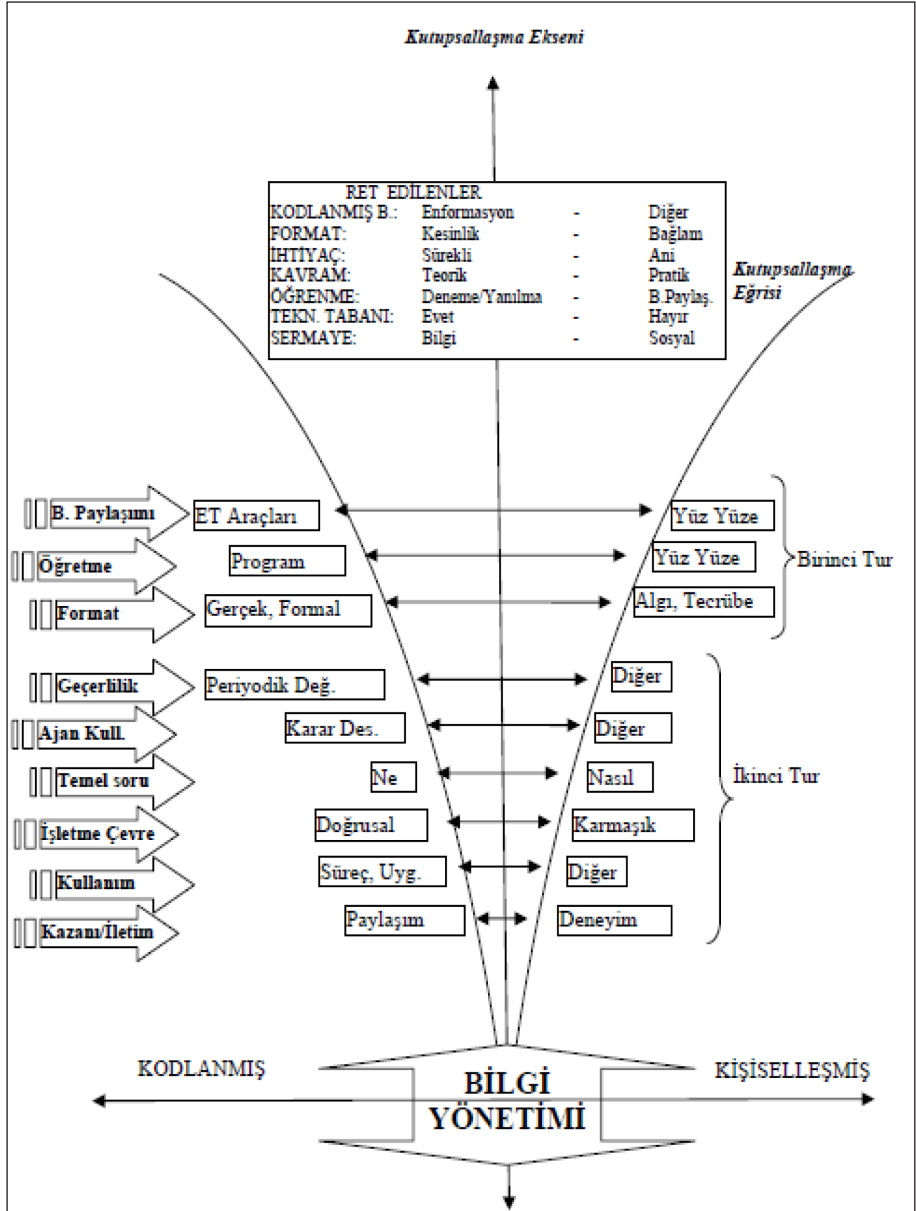 Kutupsallaşma Ekseni
RET EDİLENLER
KODLANMIŞ B.: Enformasyon - Diğer
FORMAT: Kesinlik - Bağlam
İHTİYAÇ: Sürekli - Ani
KAVRAM: Teorik - Pratik
ÖĞRENME: Deneme/Yanılma - B.Paylaş.
TEKN. TABANI: Evet - Hayır
SERMAYE: Bilgi - Sosyal
Kutupsallaşma
Eğrisi
B. Paylaşımı ET Araçları Yüz Yüze
Öğretme Program Yüz Yüze
Birinci Tur
Format Gerçek, Formal Algı, Tecrübe
Geçerlilik Periyodik Değ. Diğer
Ajan Kull. Karar Des. Diğer
Temel soru Ne Nasıl
İkinci Tur
İşletme Çevre Doğrusal Karmaşık
Kullanım Süreç, Uyg. Diğer
Kazanı/İletim Paylaşım Deneyim
KODLANMIŞ
KİŞİSELLEŞMİŞ
BİLGİ
YÖNETİMİ